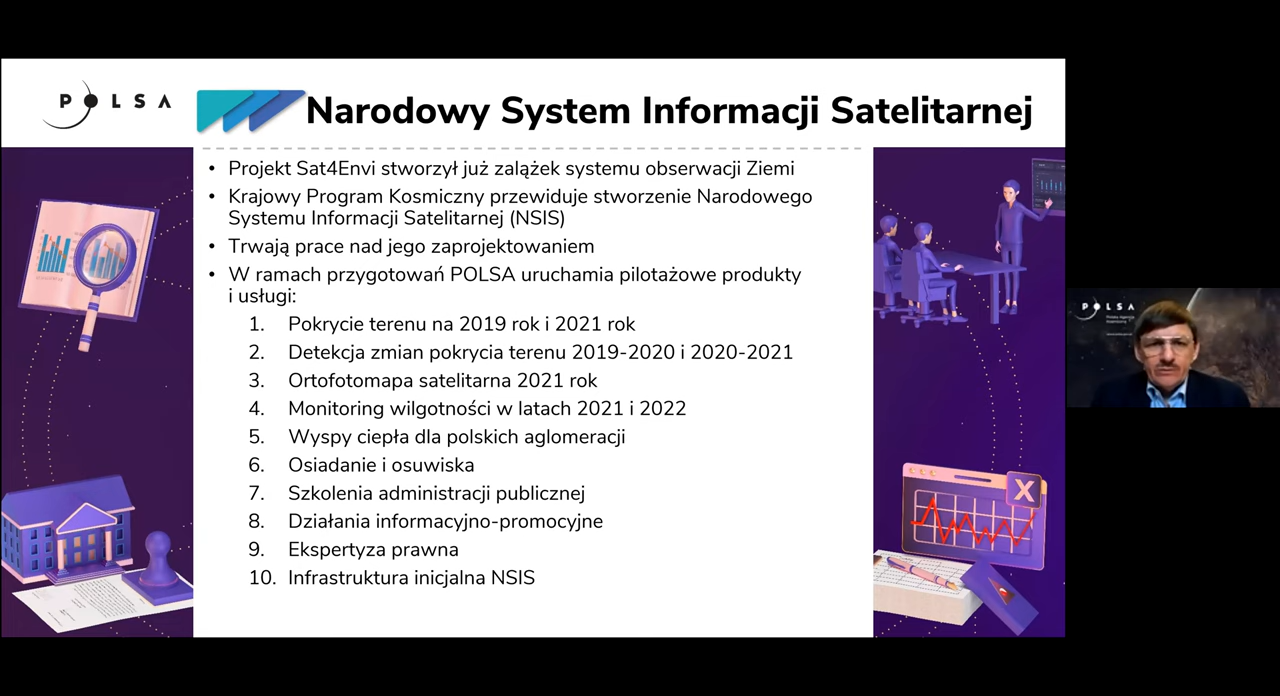 POLSA
Narodowy System Informacji Satelitarnej
• Projekt Sat4Envi stworzył już zalążek systemu obserwacji Ziemi
• Krajowy Program Kosmiczny przewiduje stworzenie Narodowego
Systemu Informacji Satelitarnej (NSIS)
• Trwają prace nad jego zaprojektowaniem
• W ramach przygotowań POLSA uruchamia pilotażowe produkty
i usługi:
1. Pokrycie terenu na 2019 rok i 2021 rok
2. Detekcja zmian pokrycia terenu 2019-2020 i 2020-2021
3. Ortofotomapa satelitarna 2021 rok
4. Monitoring wilgotności w latach 2021 i 2022
5. Wyspy ciepła dla polskich aglomeracji
6. Osiadanie i osuwiska
7. Szkolenia administracji publicznej
8. Działania informacyjno-promocyjne
9. Ekspertyza prawna
10. Infrastruktura inicjalna NSIS
X
POLSA